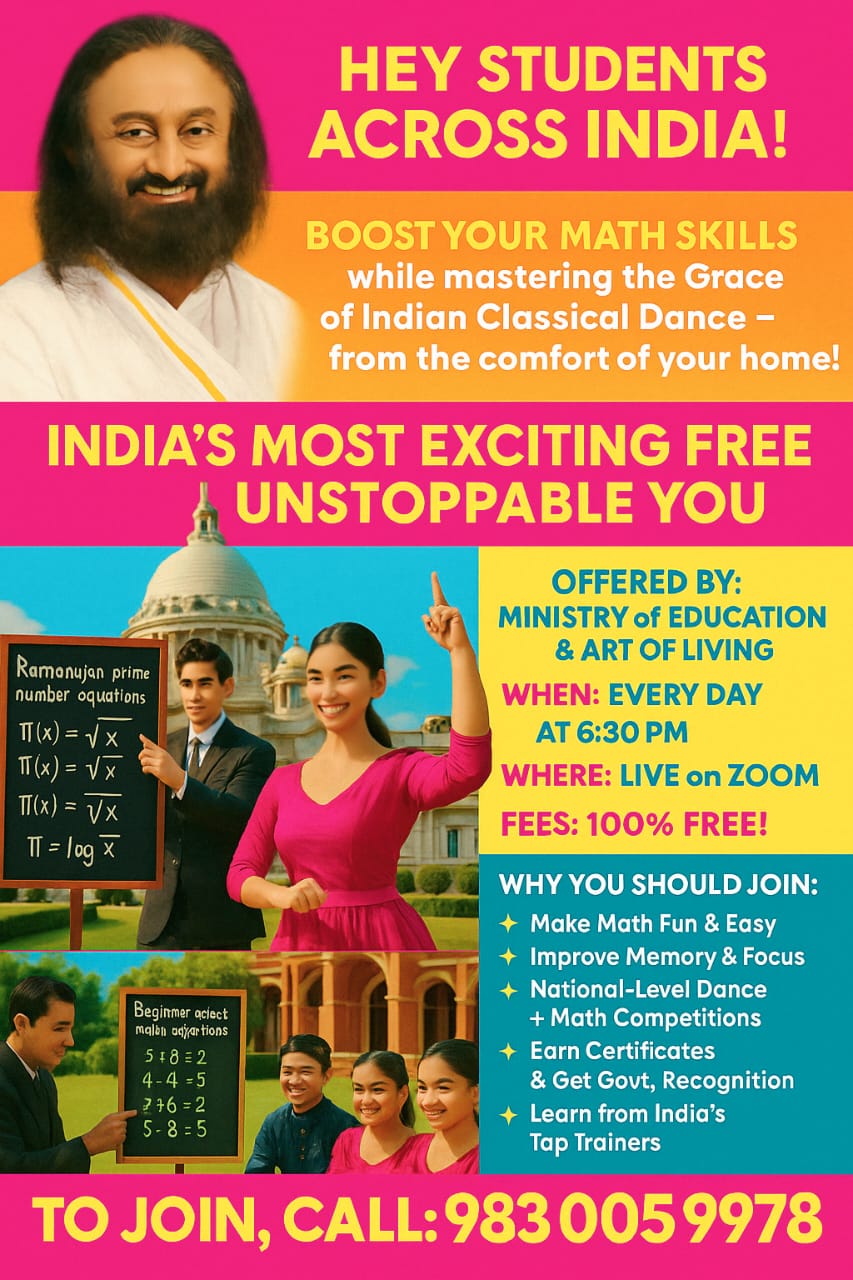 HEY STUDENTS
ACROSS INDIA!
BOOST YOUR MATH SKILLS
while mastering the Grace
of Indian Classical Dance –
from the comfort of your home!
INDIA'S MOST EXCITING FREE
UNSTOPPABLE YOU
Ramanujan prime
number oquations
π(x) = √x
π(x) = √x
π(x) = √x
π = log x̅
OFFERED BY:
MINISTRY of EDUCATION
& ART OF LIVING
WHEN: EVERY DAY
AT 6:30 PM
WHERE: LIVE on ZOOM
FEES: 100% FREE!
WHY YOU SHOULD JOIN:
✦ Make Math Fun & Easy
✦ Improve Memory & Focus
✦ National-Level Dance
+ Math Competitions
✦ Earn Certificates
& Get Govt, Recognition
✦ Learn from India's
Tap Trainers
5 + 8 = 2
4 - 4 = 5
+6 = 2
5 - 8 = 5
TO JOIN, CALL: 983 005 9978